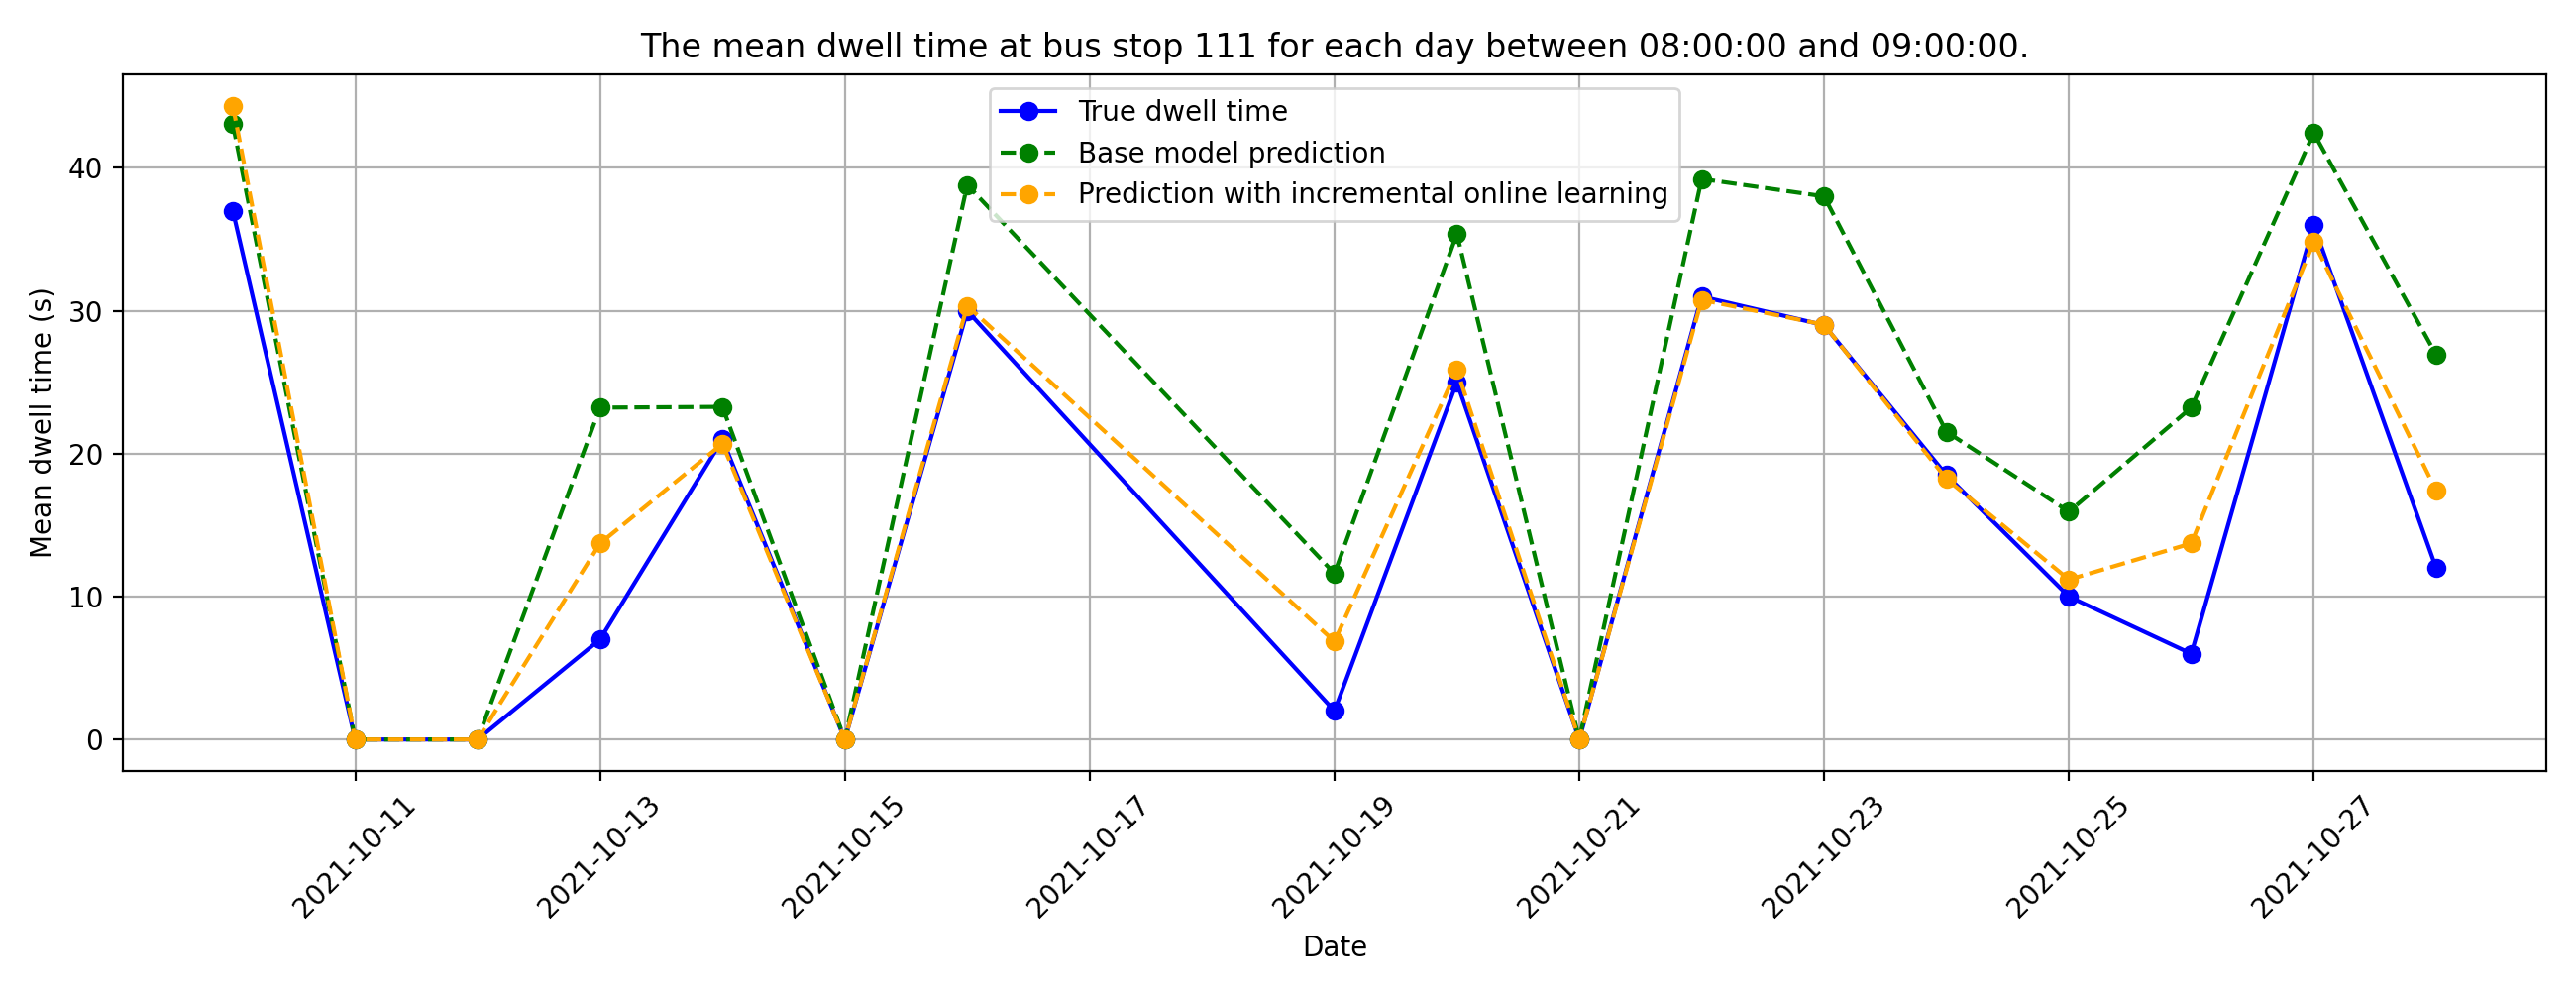 The mean dwell time at bus stop 111 for each day between 08:00:00 and 09:00:00.
True dwell time
Base model prediction
Prediction with incremental online learning
Mean dwell time (s)
40
30
20
10
0
2021-10-11
2021-10-13
2021-10-15
2021-10-17
2021-10-19
2021-10-21
2021-10-23
2021-10-25
2021-10-27
Date